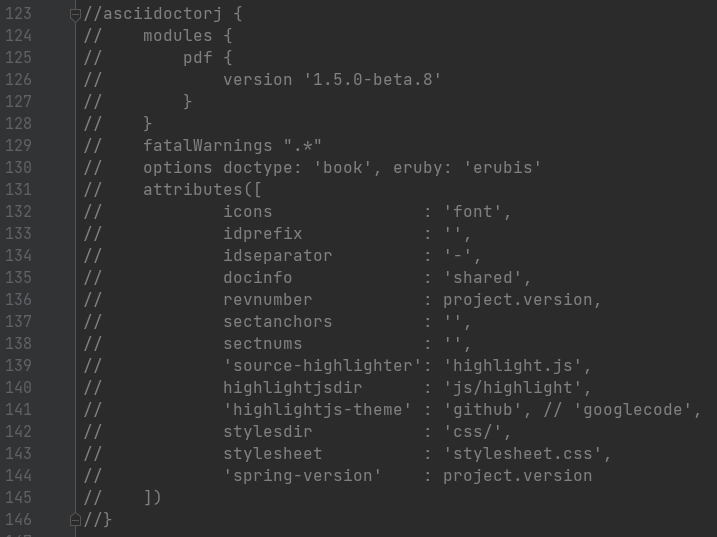 123 //asciidoctorj {
124 //    modules {
125 //        pdf {
126 //            version '1.5.0-beta.8'
127 //        }
128 //    }
129 //    fatalWarnings ".*"
130 //    options doctype: 'book', eruby: 'erubis'
131 //    attributes([
132 //            icons               : 'font',
133 //            idprefix            : '',
134 //            idseparator         : '-',
135 //            docinfo             : 'shared',
136 //            revnumber           : project.version,
137 //            sectanchors         : '',
138 //            sectnums            : '',
139 //            'source-highlighter': 'highlight.js',
140 //            highlightjsdir      : 'js/highlight',
141 //            'highlightjs-theme' : 'github', // 'googlecode',
142 //            stylesdir           : 'css/',
143 //            stylesheet          : 'stylesheet.css',
144 //            'spring-version'    : project.version
145 //    ])
146 //}